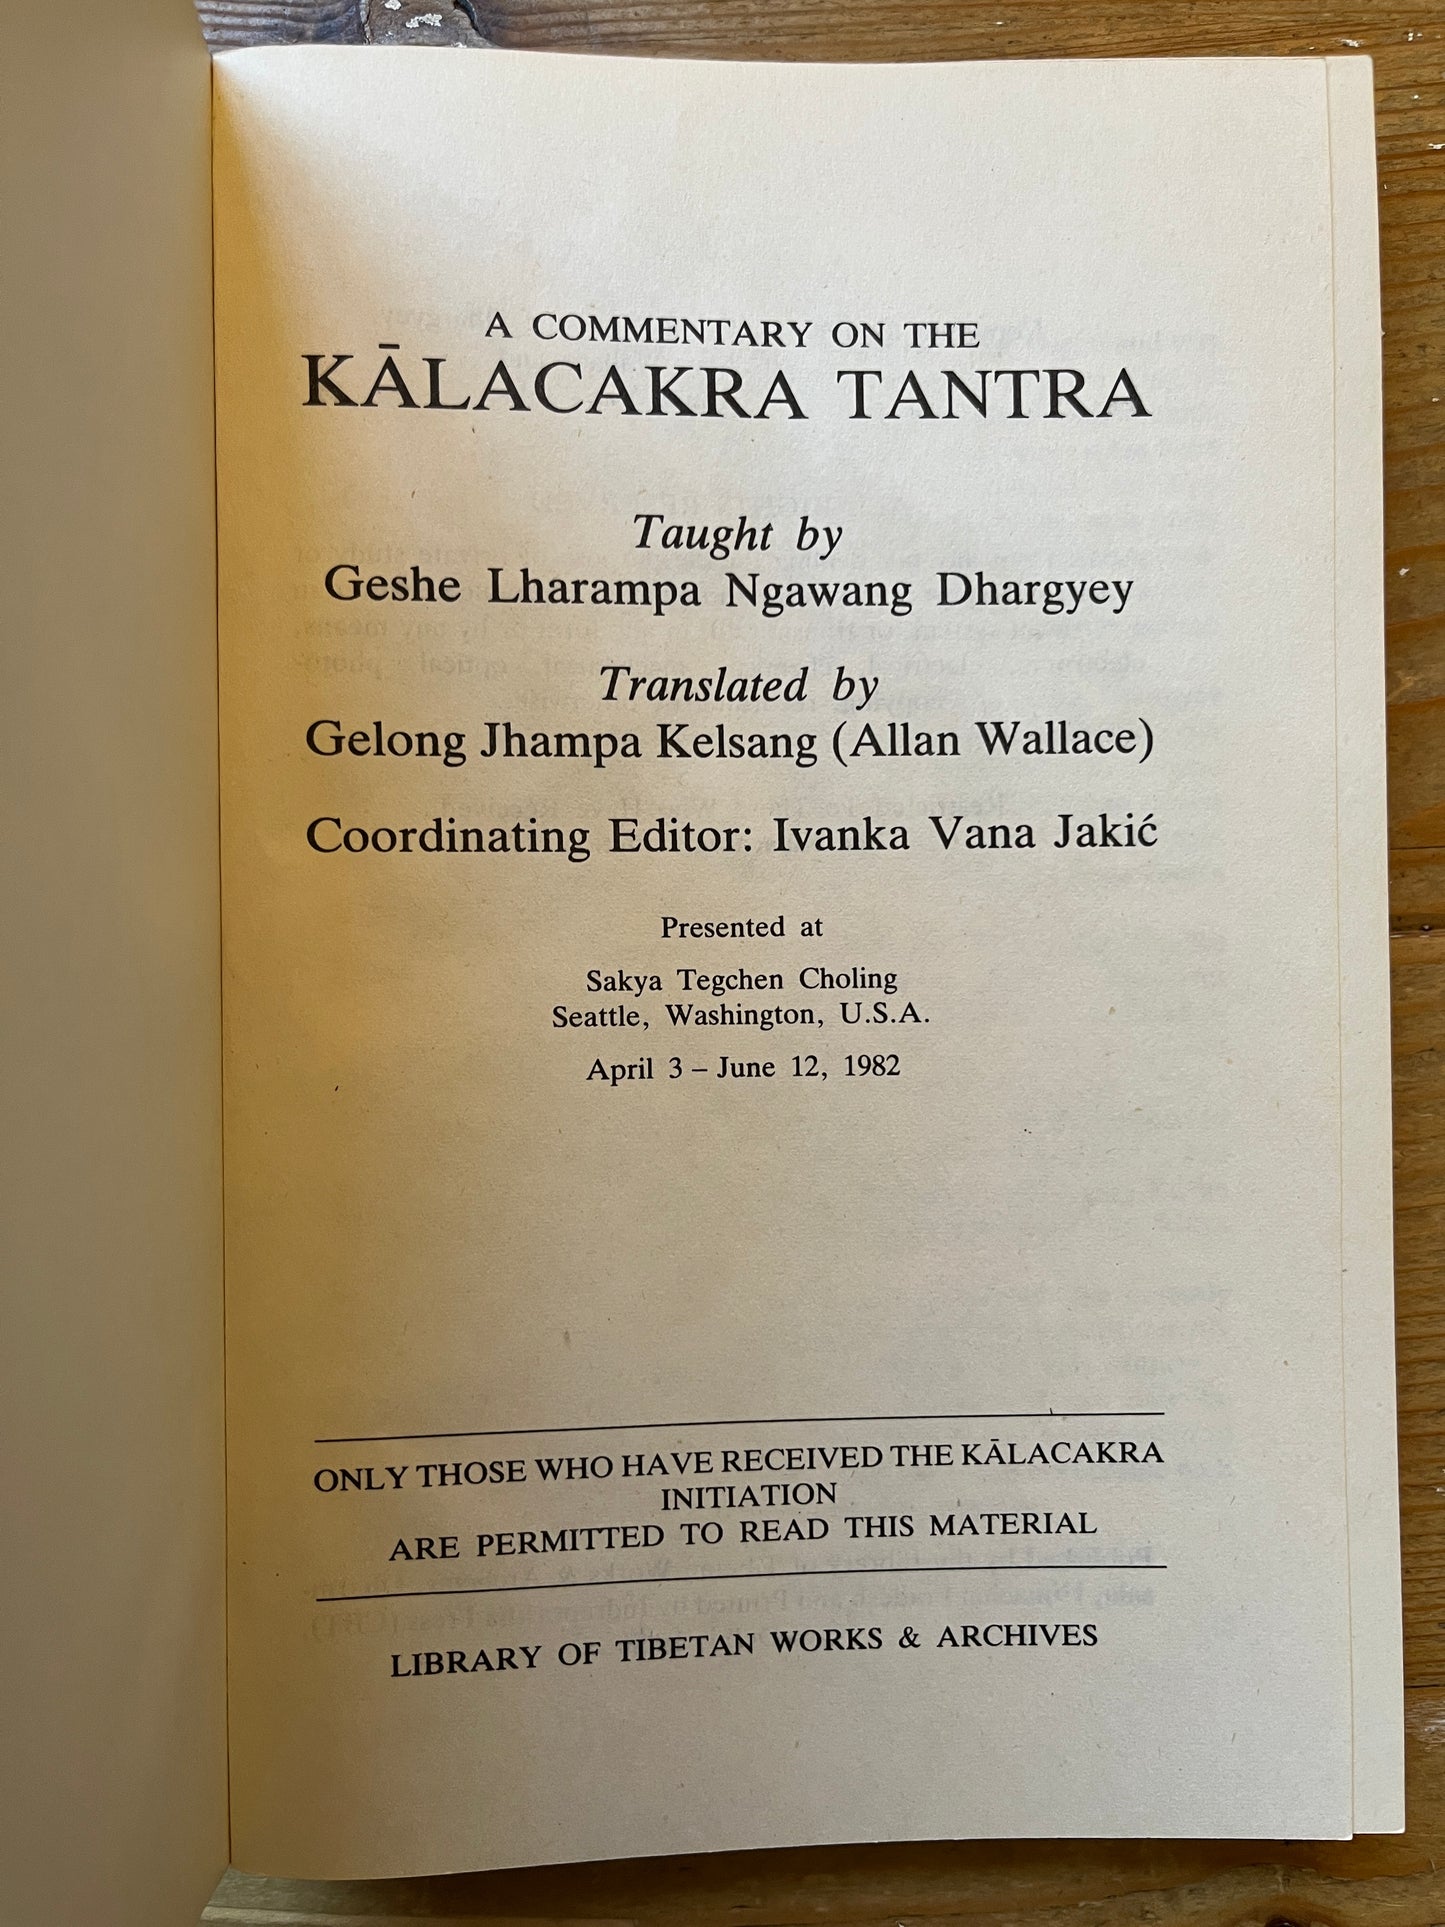 A COMMENTARY ON THE
KĀLACAKRA TANTRA
Taught by
Geshe Lharampa Ngawang Dhargyey
Translated by
Gelong Jhampa Kelsang (Allan Wallace)
Coordinating Editor: Ivanka Vana Jakić
Presented at
Sakya Tegchen Choling
Seattle, Washington, U.S.A.
April 3 – June 12, 1982
ONLY THOSE WHO HAVE RECEIVED THE KĀLACAKRA
INITIATION
ARE PERMITTED TO READ THIS MATERIAL
LIBRARY OF TIBETAN WORKS & ARCHIVES